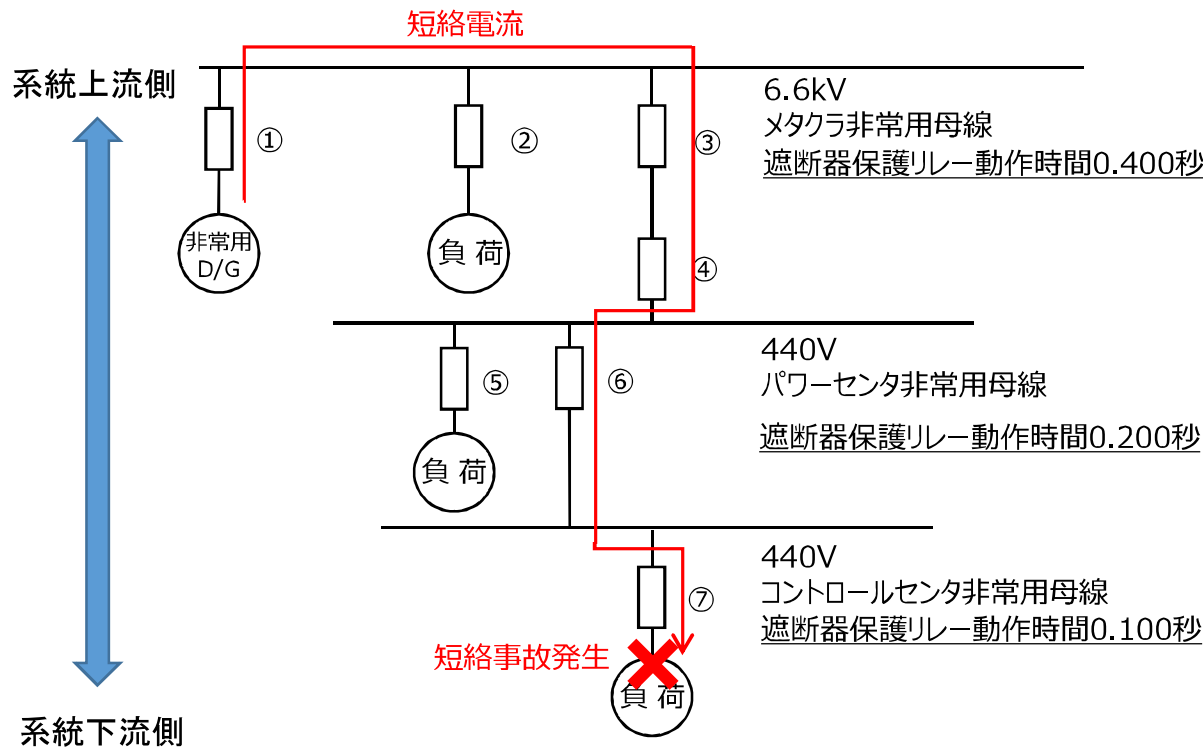 短絡電流
系統上流側
①
②
③
6.6kV
メタクラ非常用母線
遮断器保護リレー動作時間0.400秒
非常用
D/G
負 荷
④
440V
パワーセンタ非常用母線
遮断器保護リレー動作時間0.200秒
⑤
⑥
負 荷
440V
コントロールセンタ非常用母線
遮断器保護リレー動作時間0.100秒
⑦
短絡事故発生
負 荷
系統下流側